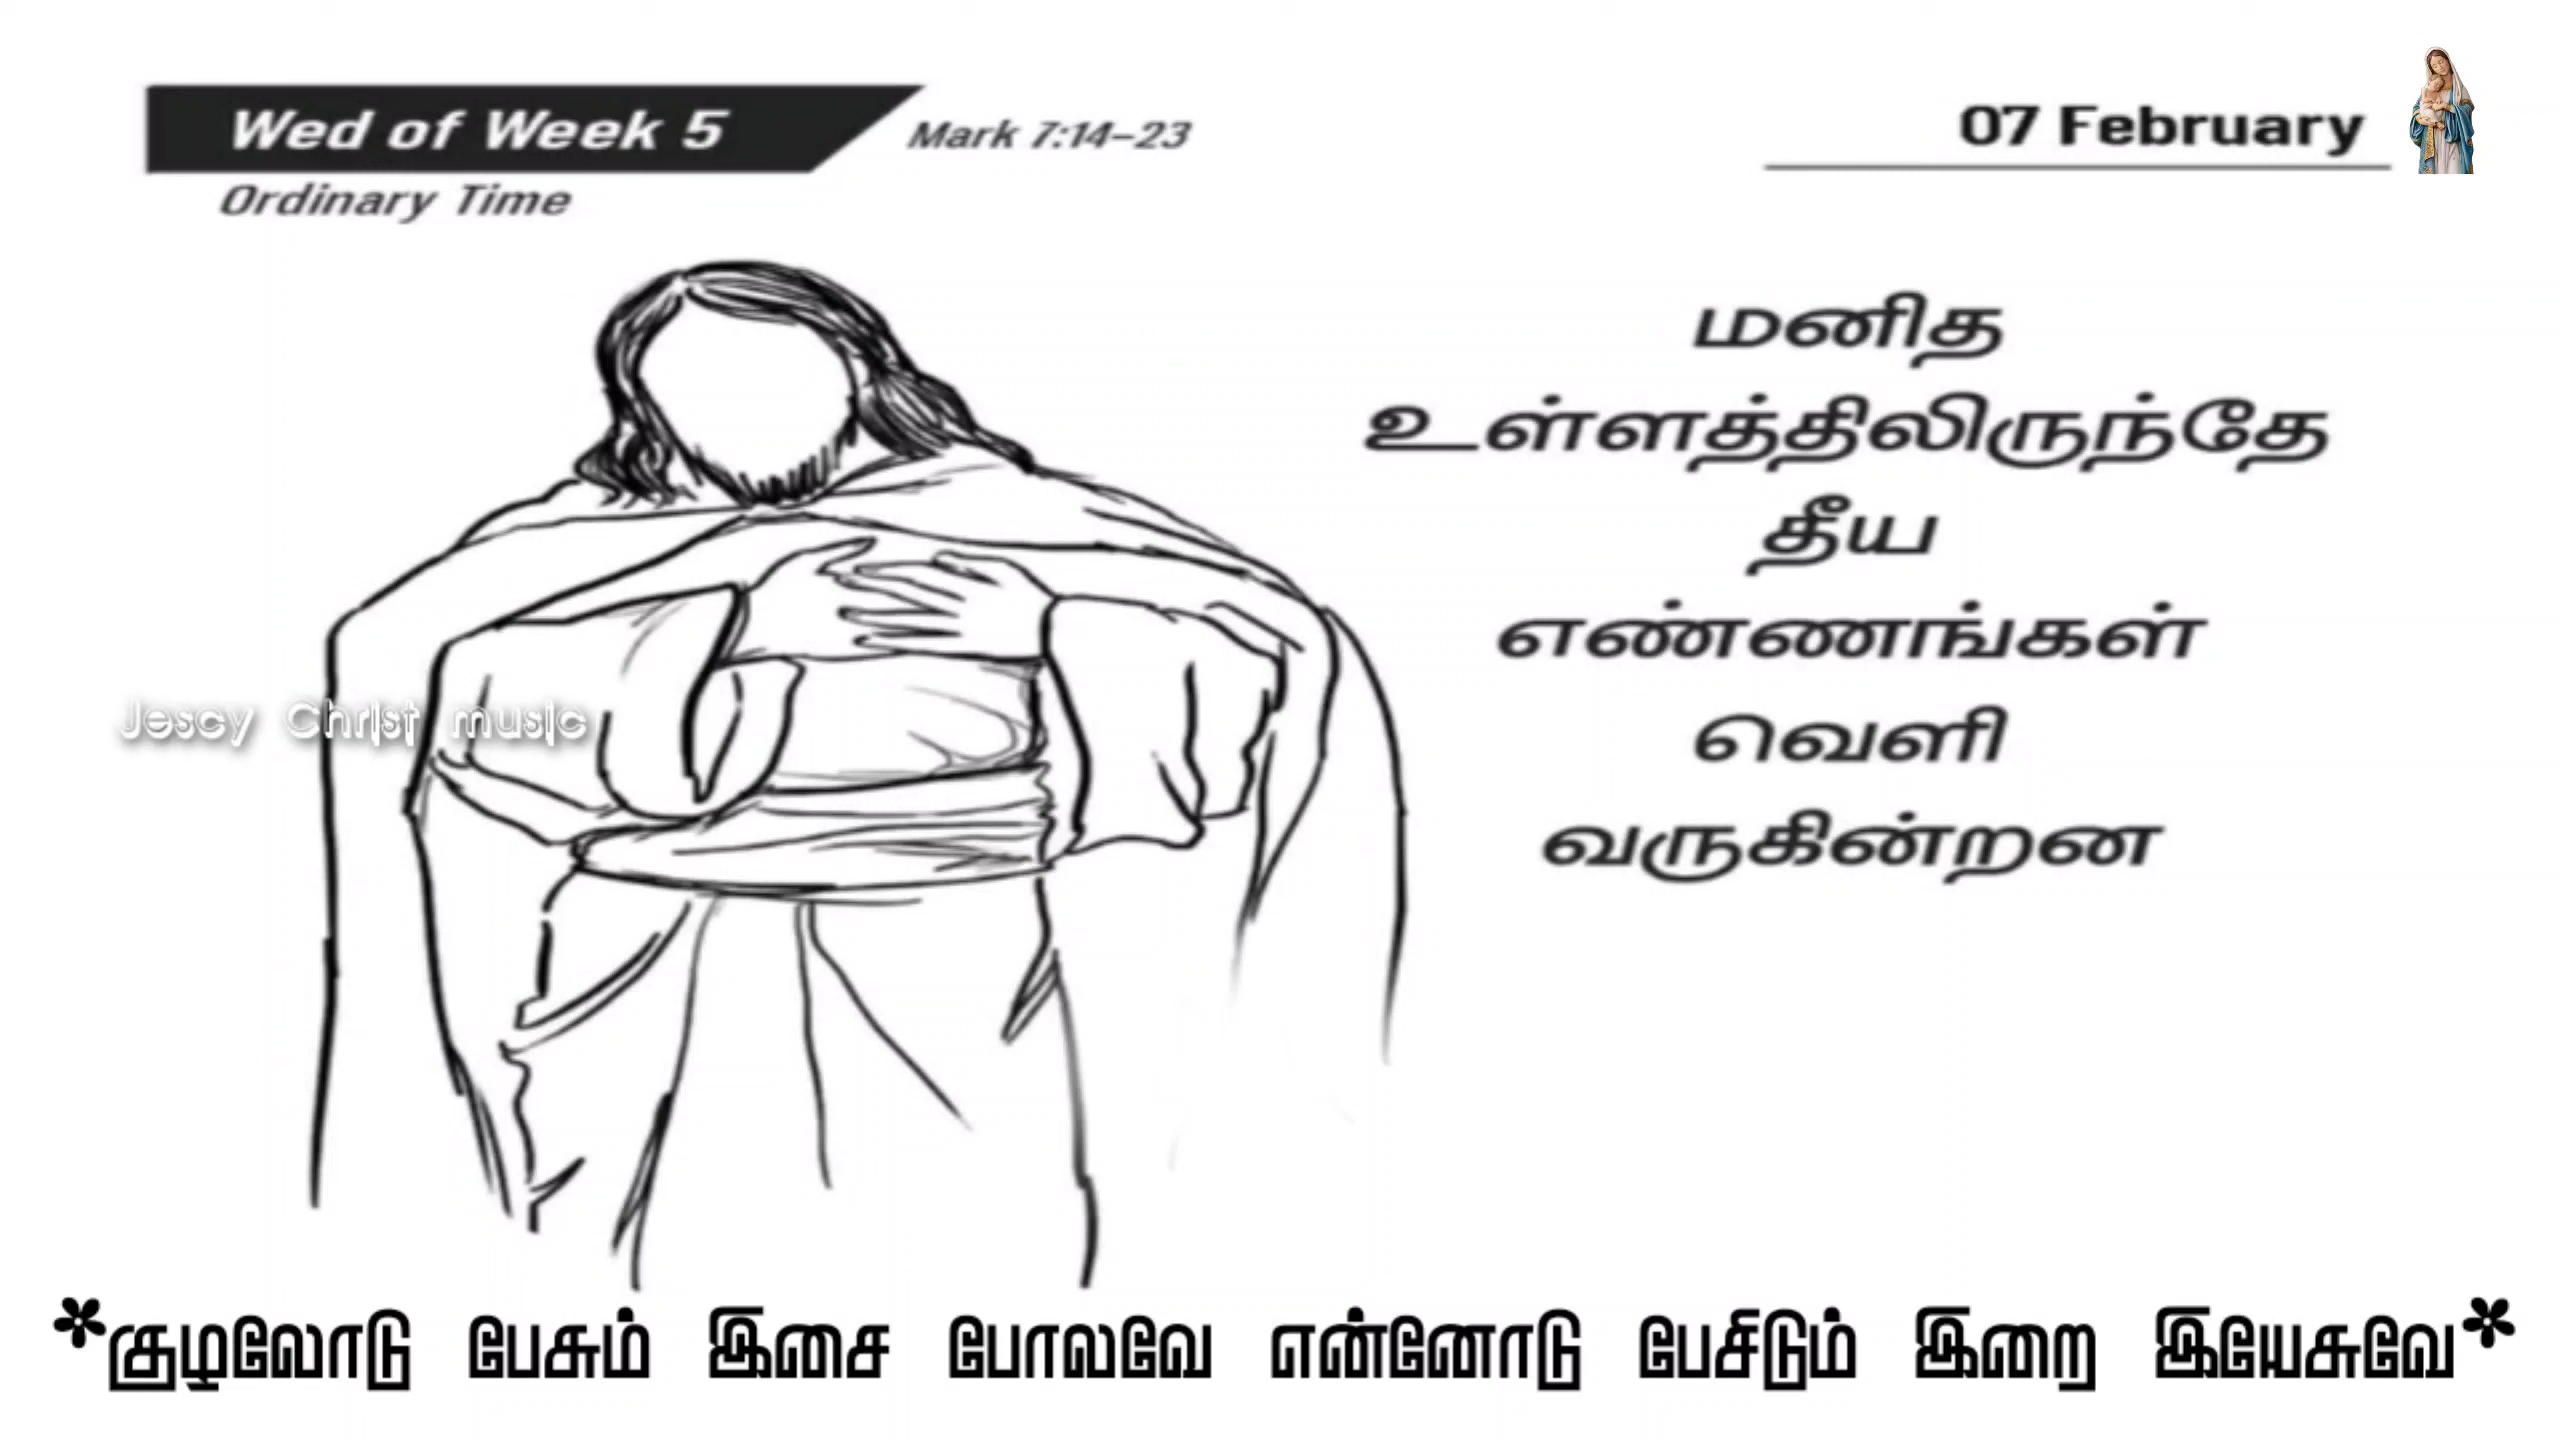 Wed of Week 5
Mark 7:14–23
07 February
Ordinary Time
மனித
உள்ளத்திலிருந்தே
தீய
எண்ணங்கள்
வெளி
வருகின்றன
Jescy Christ music
*குழலோடு பேசும் இசை போலவே என்னோடு பேசிடும் இறை இயேசுவே*